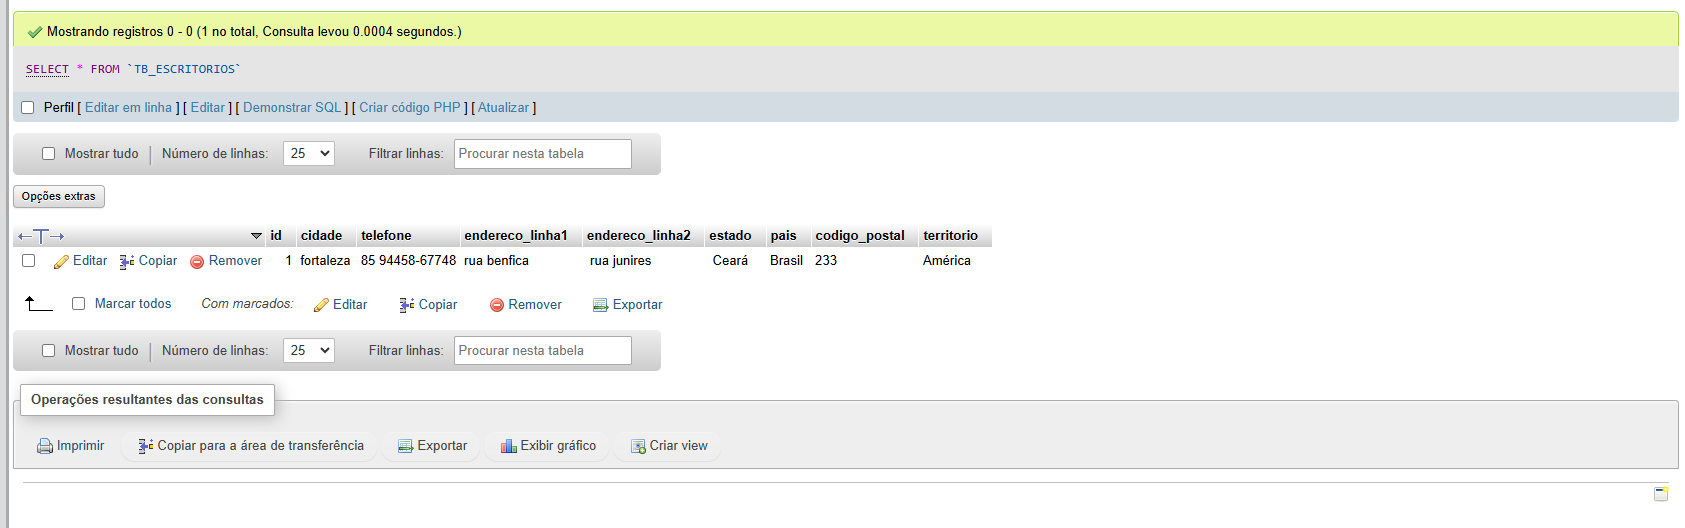 Mostrando registros 0 - 0 (1 no total, Consulta levou 0.0004 segundos.)
SELECT * FROM `TB_ESCRITORIOS`
Perfil [ Editar em linha ] [ Editar ] [ Demonstrar SQL ] [ Criar código PHP ] [ Atualizar ]
Mostrar tudo Número de linhas: 25 Filtrar linhas: Procurar nesta tabela
Opções extras
id cidade telefone endereco_linha1 endereco_linha2 estado pais codigo_postal territorio
Editar Copiar Remover 1 fortaleza 85 94458-67748 rua benfica rua junires Ceará Brasil 233 América
Marcar todos Com marcados: Editar Copiar Remover Exportar
Mostrar tudo Número de linhas: 25 Filtrar linhas: Procurar nesta tabela
Operações resultantes das consultas
Imprimir Copiar para a área de transferência Exportar Exibir gráfico Criar view